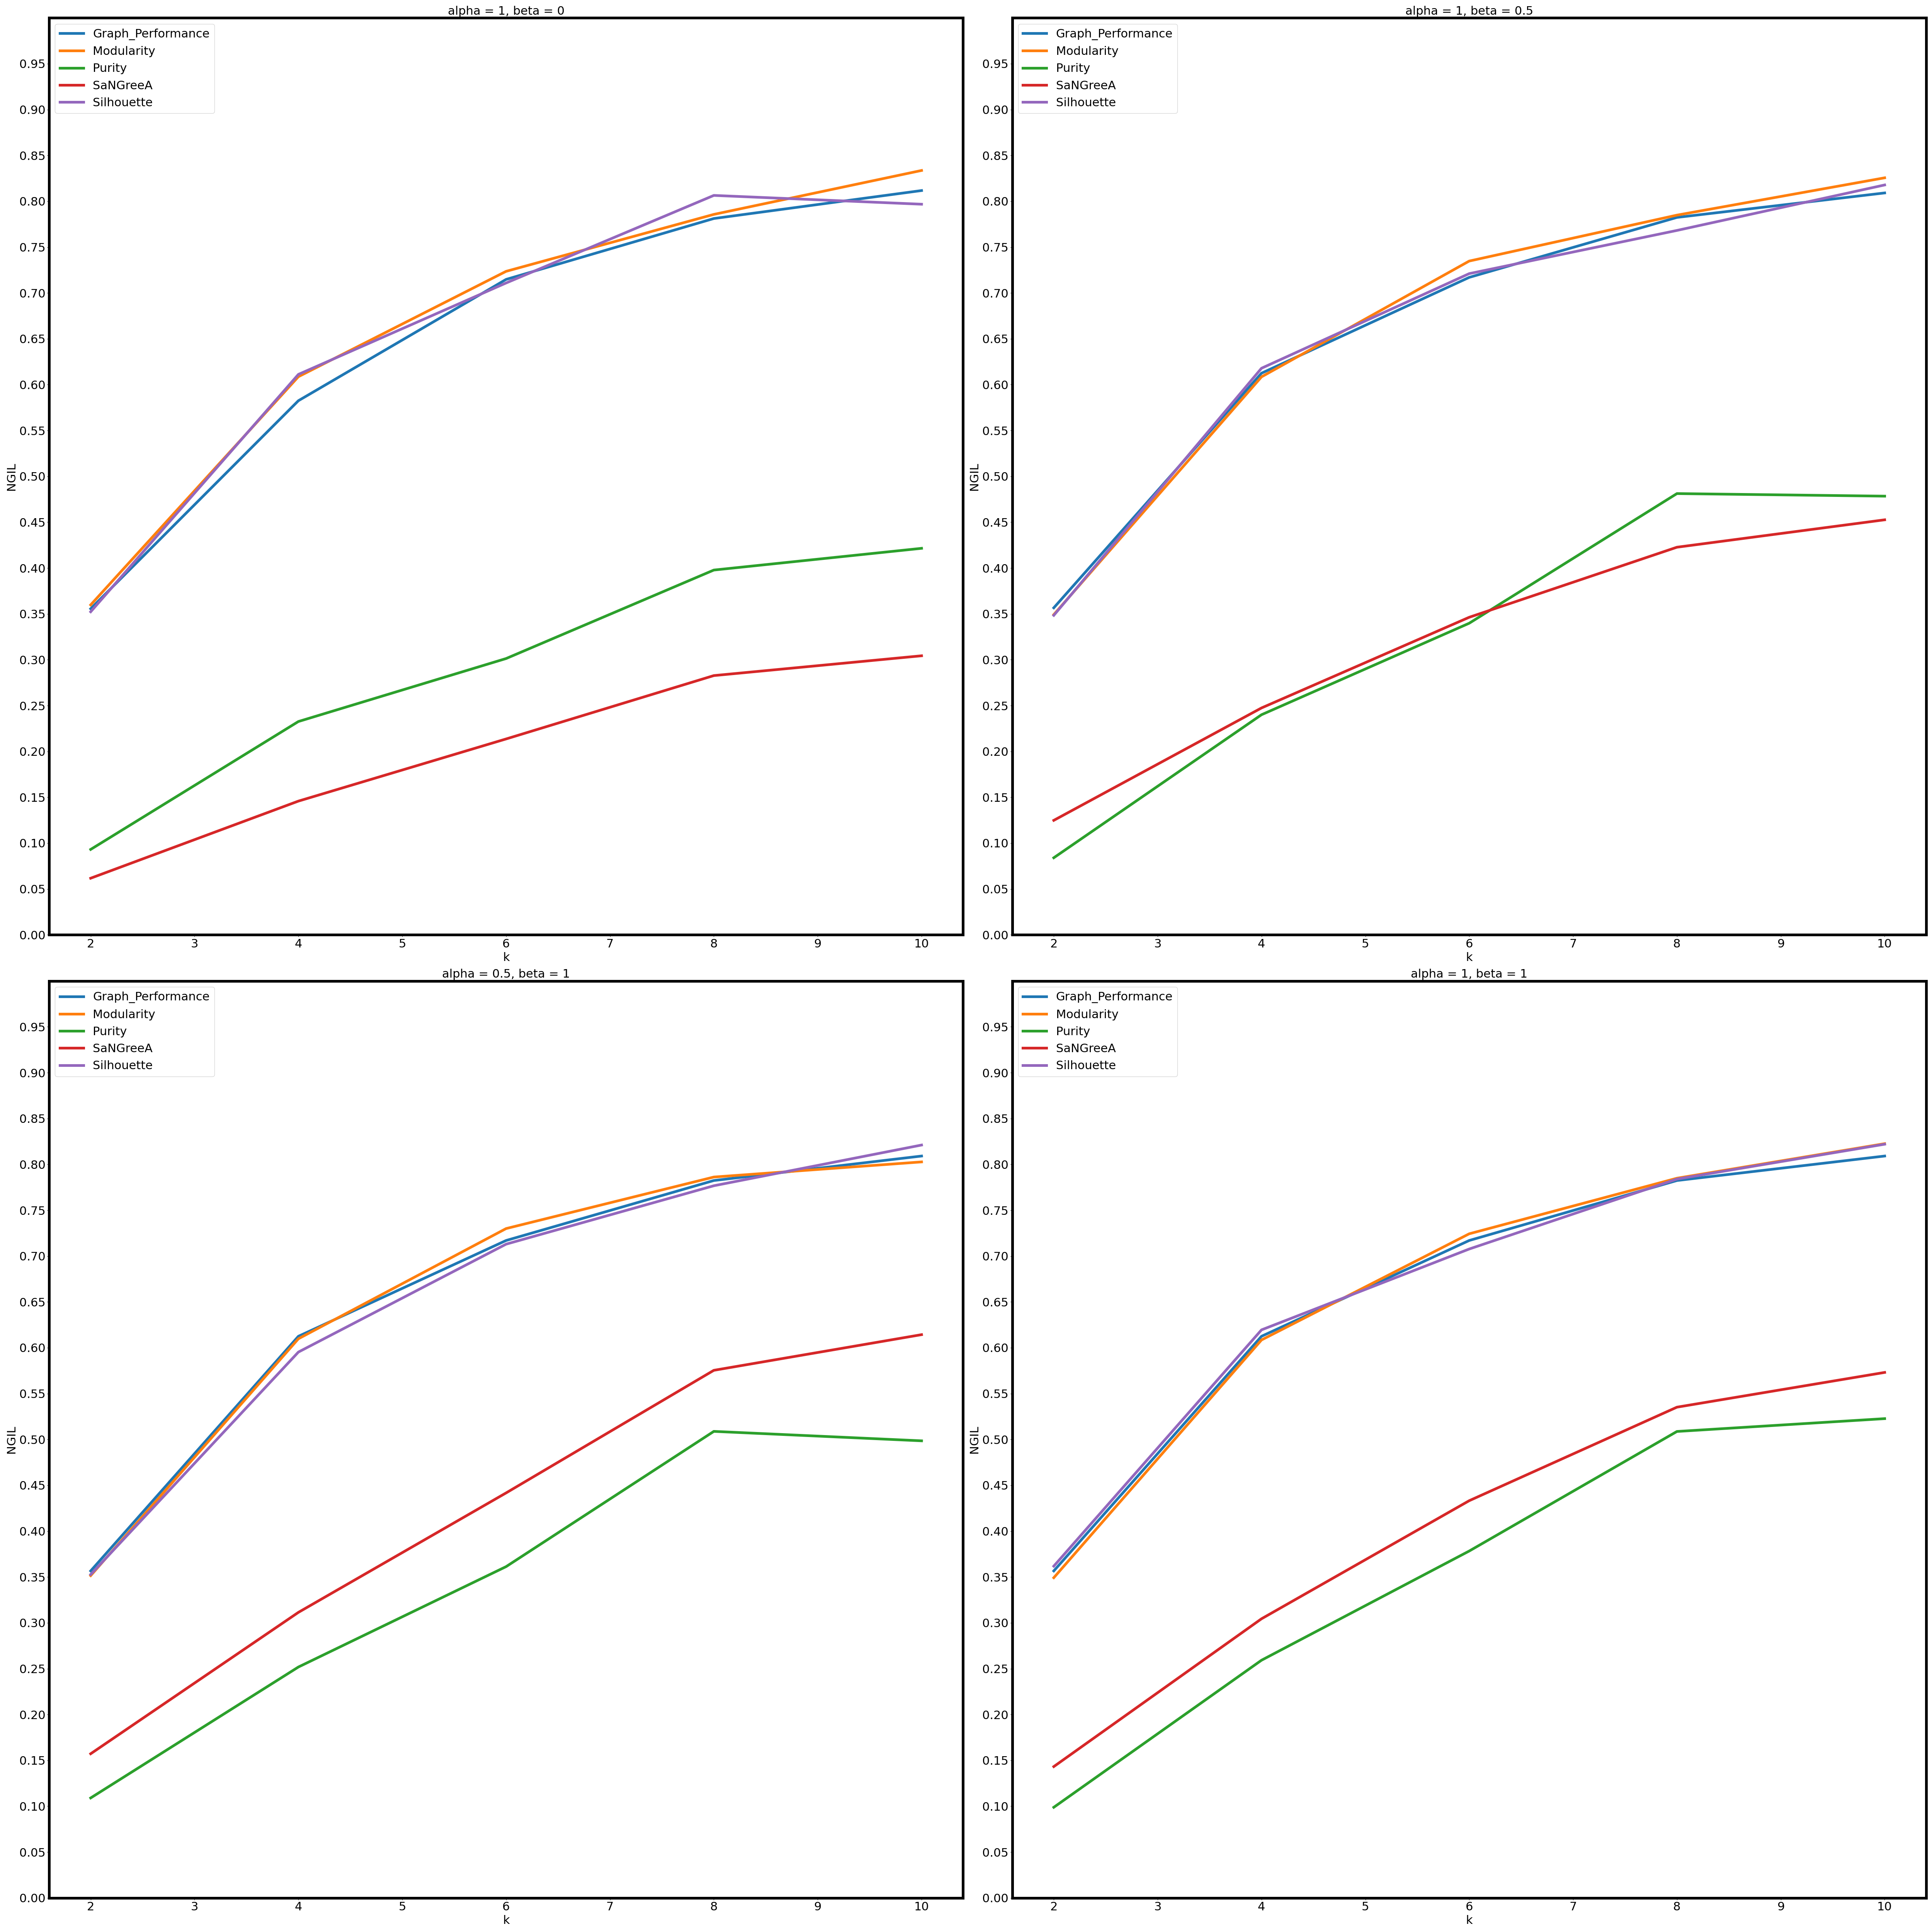 alpha = 1, beta = 0
Graph_Performance
Modularity
Purity
SaNGreeA
Silhouette
0.95
0.90
0.85
0.80
0.75
0.70
0.65
0.60
0.55
0.50
0.45
0.40
0.35
0.30
0.25
0.20
0.15
0.10
0.05
0.00
NGIL
2 3 4 5 6 7 8 9 10
k
alpha = 1, beta = 0.5
Graph_Performance
Modularity
Purity
SaNGreeA
Silhouette
0.95
0.90
0.85
0.80
0.75
0.70
0.65
0.60
0.55
0.50
0.45
0.40
0.35
0.30
0.25
0.20
0.15
0.10
0.05
0.00
NGIL
2 3 4 5 6 7 8 9 10
k
alpha = 0.5, beta = 1
Graph_Performance
Modularity
Purity
SaNGreeA
Silhouette
0.95
0.90
0.85
0.80
0.75
0.70
0.65
0.60
0.55
0.50
0.45
0.40
0.35
0.30
0.25
0.20
0.15
0.10
0.05
0.00
NGIL
2 3 4 5 6 7 8 9 10
k
alpha = 1, beta = 1
Graph_Performance
Modularity
Purity
SaNGreeA
Silhouette
0.95
0.90
0.85
0.80
0.75
0.70
0.65
0.60
0.55
0.50
0.45
0.40
0.35
0.30
0.25
0.20
0.15
0.10
0.05
0.00
NGIL
2 3 4 5 6 7 8 9 10
k